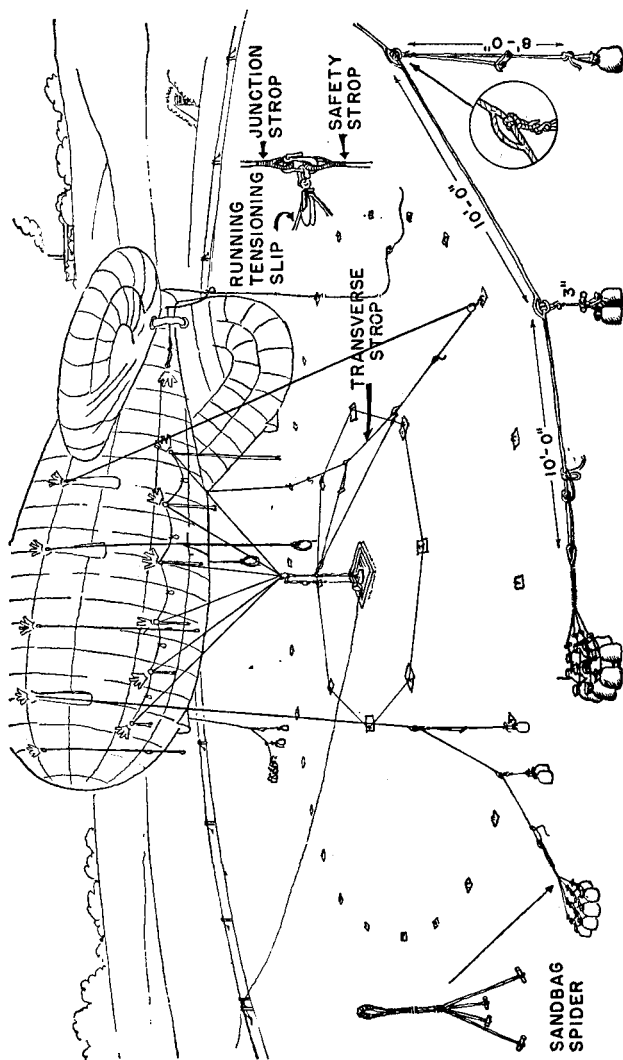 JUNCTION
STROP
SAFETY
STROP
RUNNING
TENSIONING
SLIP
TRANSVERSE
STROP
8'-0"
10'-0"
3"
10'-0"
SANDBAG
SPIDER